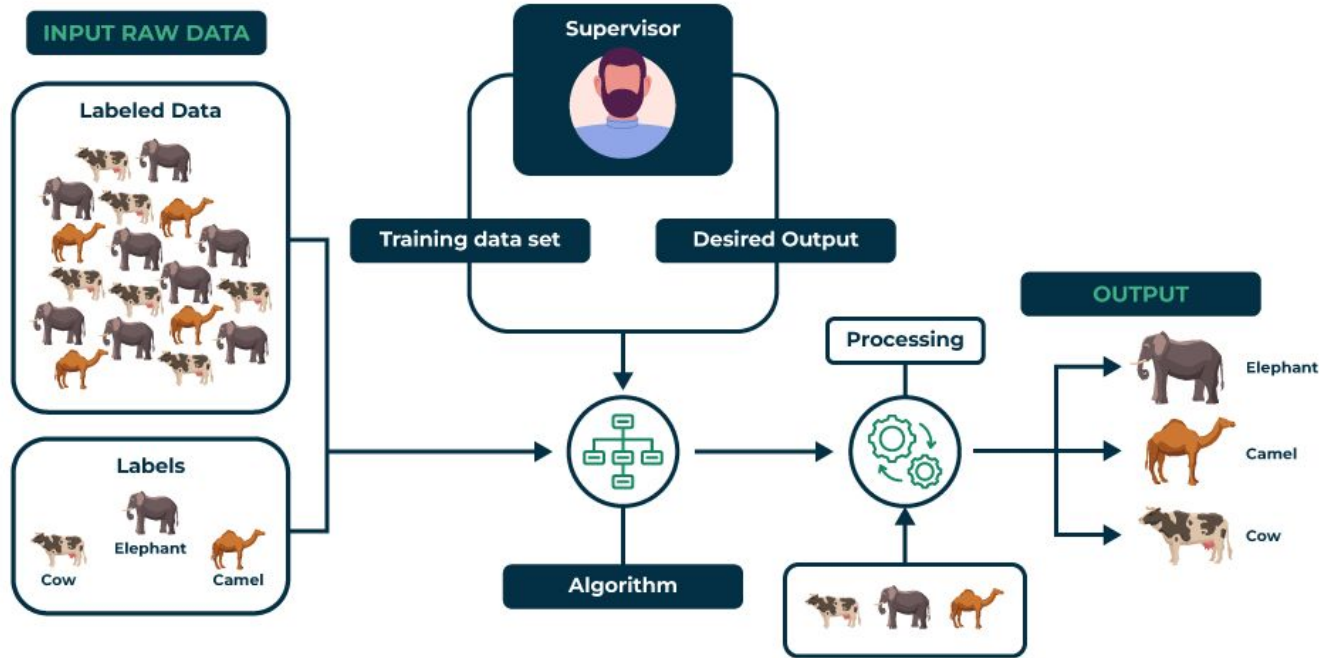 INPUT RAW DATA
Labeled Data
Labels
Elephant
Cow
Camel
Supervisor
Training data set
Desired Output
Algorithm
Processing
OUTPUT
Elephant
Camel
Cow